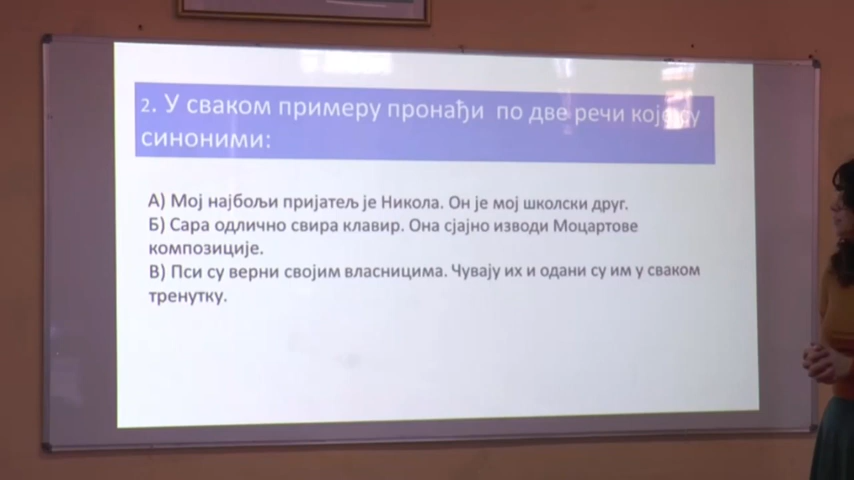 2. У сваком примеру пронађи по две речи које су
синоними:
А) Мој најбољи пријатељ је Никола. Он је мој школски друг.
Б) Сара одлично свира клавир. Она сјајно изводи Моцартове
композиције.
В) Пси су верни својим власницима. Чувају их и одани су им у сваком
тренутку.